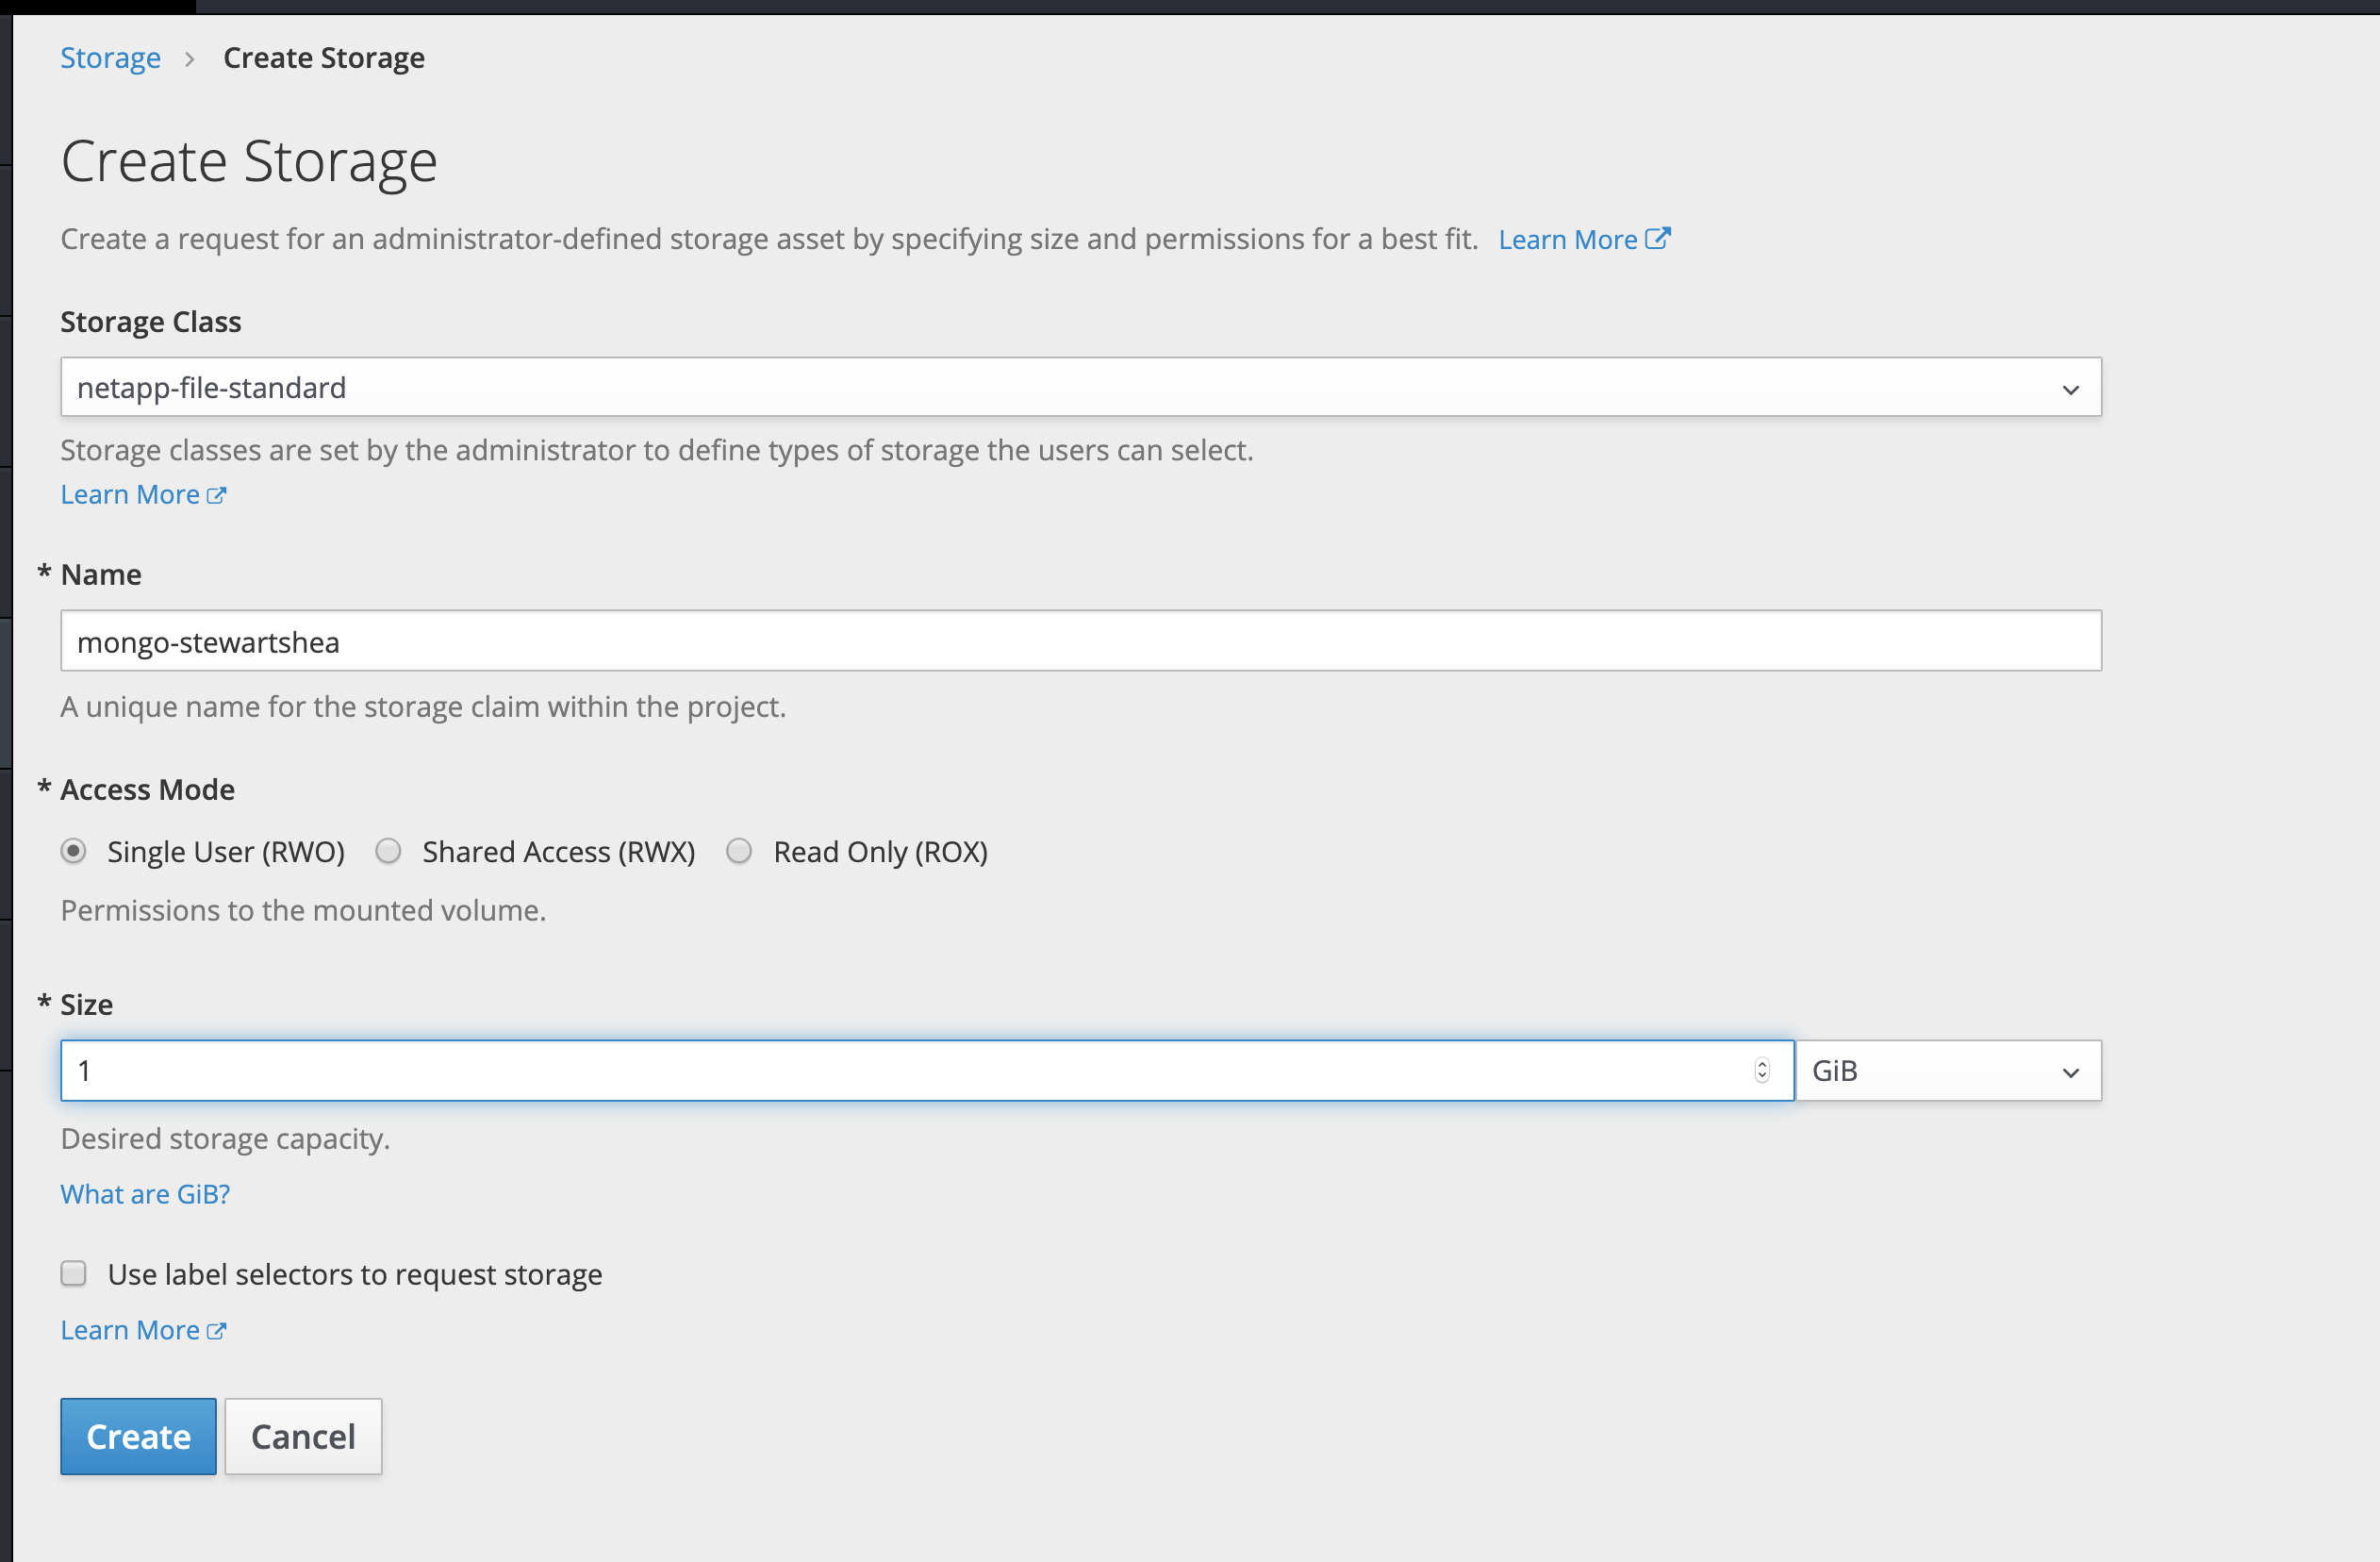 Storage > Create Storage
Create Storage
Create a request for an administrator-defined storage asset by specifying size and permissions for a best fit. Learn More
Storage Class
netapp-file-standard
Storage classes are set by the administrator to define types of storage the users can select.
Learn More
* Name
mongo-stewartshea
A unique name for the storage claim within the project.
* Access Mode
Single User (RWO) Shared Access (RWX) Read Only (ROX)
Permissions to the mounted volume.
* Size
1 GiB
Desired storage capacity.
What are GiB?
Use label selectors to request storage
Learn More
Create Cancel